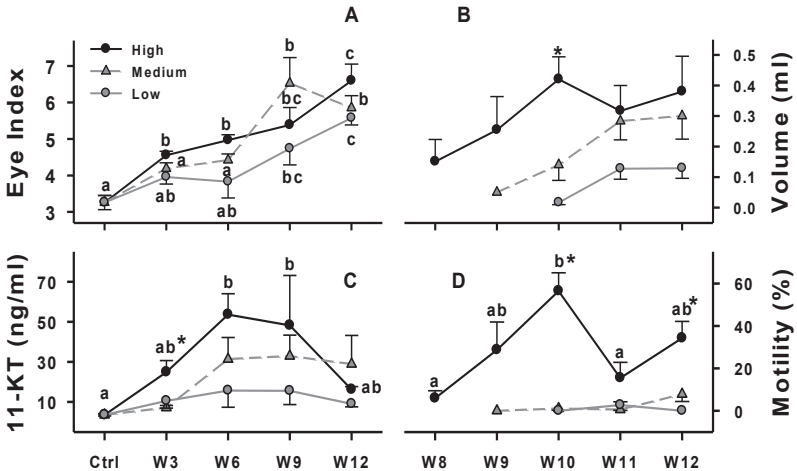 A
B
High
Medium
Low
Eye Index
7
6
5
4
3
a
b
a
ab
b
a
ab
b
bc
bc
c
b
c
*
0.5
0.4
0.3
0.2
0.1
0.0
Volume (ml)
C
D
11-KT (ng/ml)
70
50
30
10
a
ab*
b
b
ab
a
ab
b*
a
ab*
60
40
20
0
Motility (%)
Ctrl W3 W6 W9 W12
W8 W9 W10 W11 W12